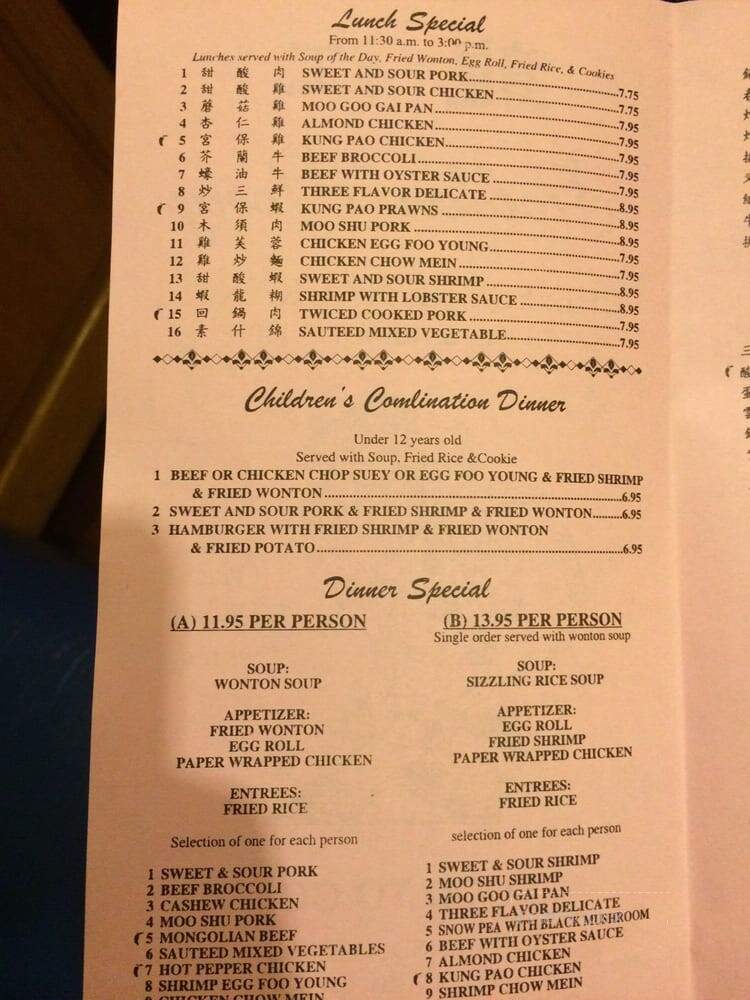 Lunch Special
From 11:30 a.m. to 3:00 p.m.
Lunches served with Soup of the Day, Fried Wonton, Egg Roll, Fried Rice, & Cookies
1 甜酸肉 SWEET AND SOUR PORK 7.75
2 甜酸雞 SWEET AND SOUR CHICKEN 7.75
3 蘑菇雞 MOO GOO GAI PAN 7.95
4 杏仁雞 ALMOND CHICKEN 7.95
5 宮保雞 KUNG PAO CHICKEN 7.95
6 芥蘭牛 BEEF BROCCOLI 7.95
7 蠔油牛 BEEF WITH OYSTER SAUCE 7.95
8 炒三鮮 THREE FLAVOR DELICATE 7.95
9 宮保蝦 KUNG PAO PRAWNS 8.95
10 木須肉 MOO SHU PORK 8.95
11 雞芙蓉 CHICKEN EGG FOO YOUNG 7.95
12 雞炒麵 CHICKEN CHOW MEIN 7.95
13 甜酸蝦 SWEET AND SOUR SHRIMP 8.95
14 蝦龍糊 SHRIMP WITH LOBSTER SAUCE 8.95
15 回鍋肉 TWICED COOKED PORK 7.95
16 素什錦 SAUTEED MIXED VEGETABLE 7.95
Children's Comlination Dinner
Under 12 years old
Served with Soup, Fried Rice &Cookie
1 BEEF OR CHICKEN CHOP SUEY OR EGG FOO YOUNG & FRIED SHRIMP
& FRIED WONTON 6.95
2 SWEET AND SOUR PORK & FRIED SHRIMP & FRIED WONTON 6.95
3 HAMBURGER WITH FRIED SHRIMP & FRIED WONTON
& FRIED POTATO 6.95
Dinner Special
(A) 11.95 PER PERSON
SOUP:
WONTON SOUP
APPETIZER:
FRIED WONTON
EGG ROLL
PAPER WRAPPED CHICKEN
ENTREES:
FRIED RICE
Selection of one for each person
1 SWEET & SOUR PORK
2 BEEF BROCCOLI
3 CASHEW CHICKEN
4 MOO SHU PORK
5 MONGOLIAN BEEF
6 SAUTEED MIXED VEGETABLES
7 HOT PEPPER CHICKEN
8 SHRIMP EGG FOO YOUNG
9 CHICKEN CHOW MEIN
(B) 13.95 PER PERSON
Single order served with wonton soup
SOUP:
SIZZLING RICE SOUP
APPETIZER:
EGG ROLL
FRIED SHRIMP
PAPER WRAPPED CHICKEN
ENTREES:
FRIED RICE
selection of one for each person
1 SWEET & SOUR SHRIMP
2 MOO SHU SHRIMP
3 MOO GOO GAI PAN
4 THREE FLAVOR DELICATE
5 SNOW PEA WITH BLACK MUSHROOM
6 BEEF WITH OYSTER SAUCE
7 ALMOND CHICKEN
8 KUNG PAO CHICKEN
9 SHRIMP CHOW MEIN